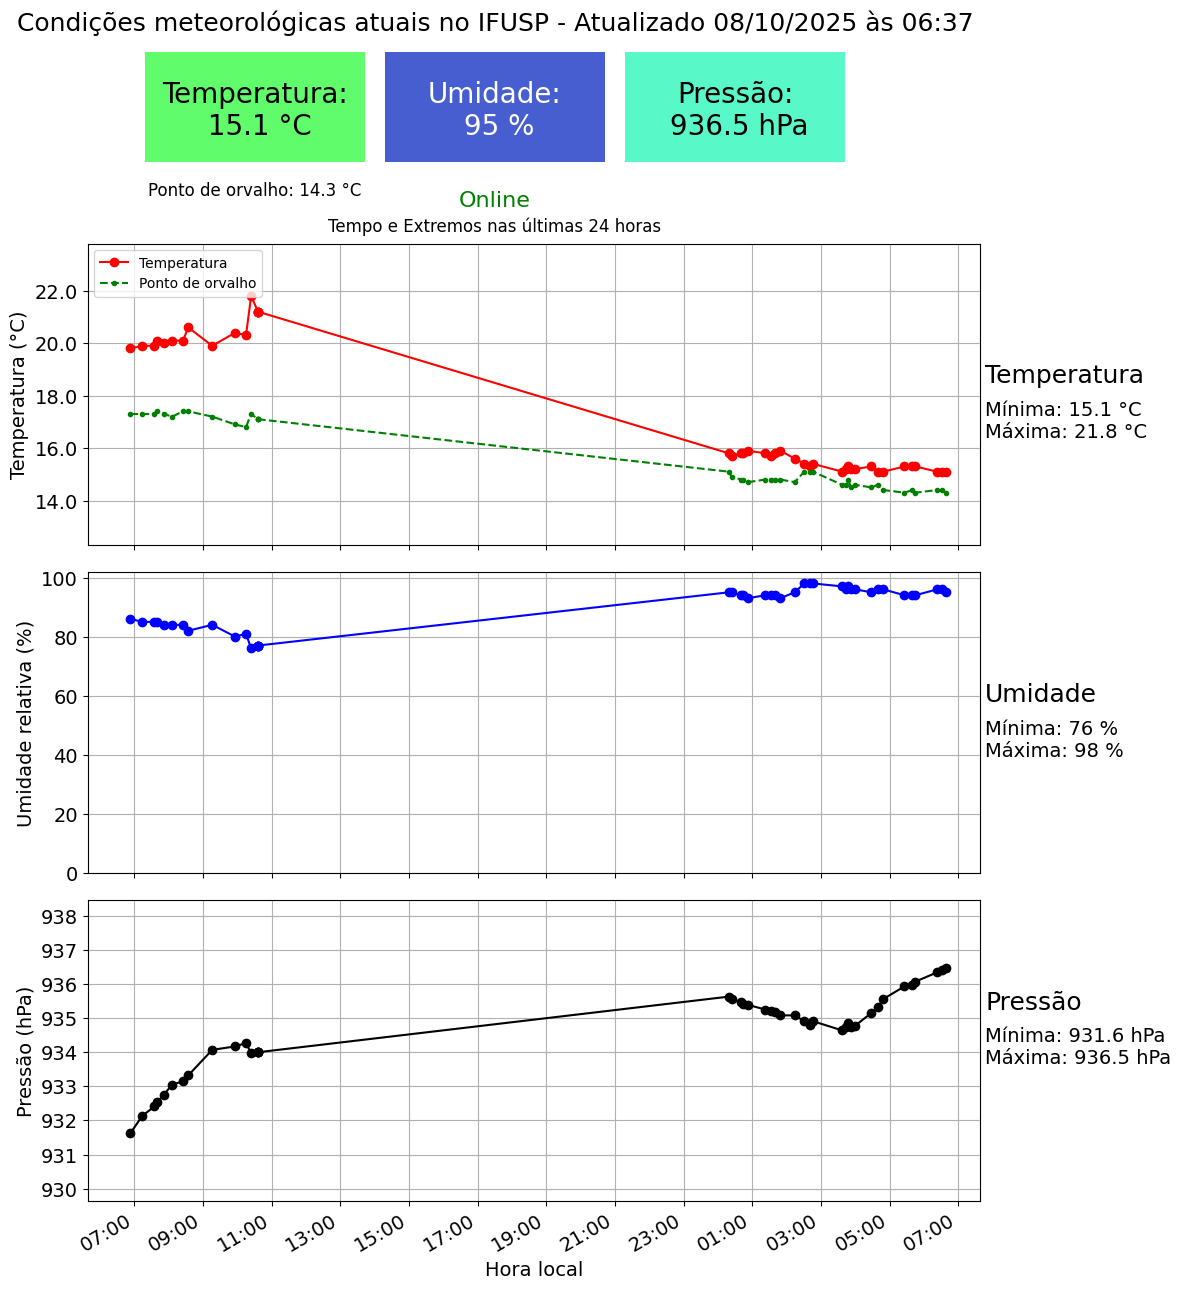 Condições meteorológicas atuais no IFUSP - Atualizado 08/10/2025 às 06:37
Temperatura:
15.1 °C
Umidade:
95 %
Pressão:
936.5 hPa
Ponto de orvalho: 14.3 °C
Online
Tempo e Extremos nas últimas 24 horas
Temperatura
Ponto de orvalho
Temperatura (°C)
22.0
20.0
18.0
16.0
14.0
Temperatura
Mínima: 15.1 °C
Máxima: 21.8 °C
Umidade relativa (%)
100
80
60
40
20
0
Umidade
Mínima: 76 %
Máxima: 98 %
Pressão (hPa)
938
937
936
935
934
933
932
931
930
Pressão
Mínima: 931.6 hPa
Máxima: 936.5 hPa
07:00
09:00
11:00
13:00
15:00
17:00
19:00
21:00
23:00
01:00
03:00
05:00
07:00
Hora local